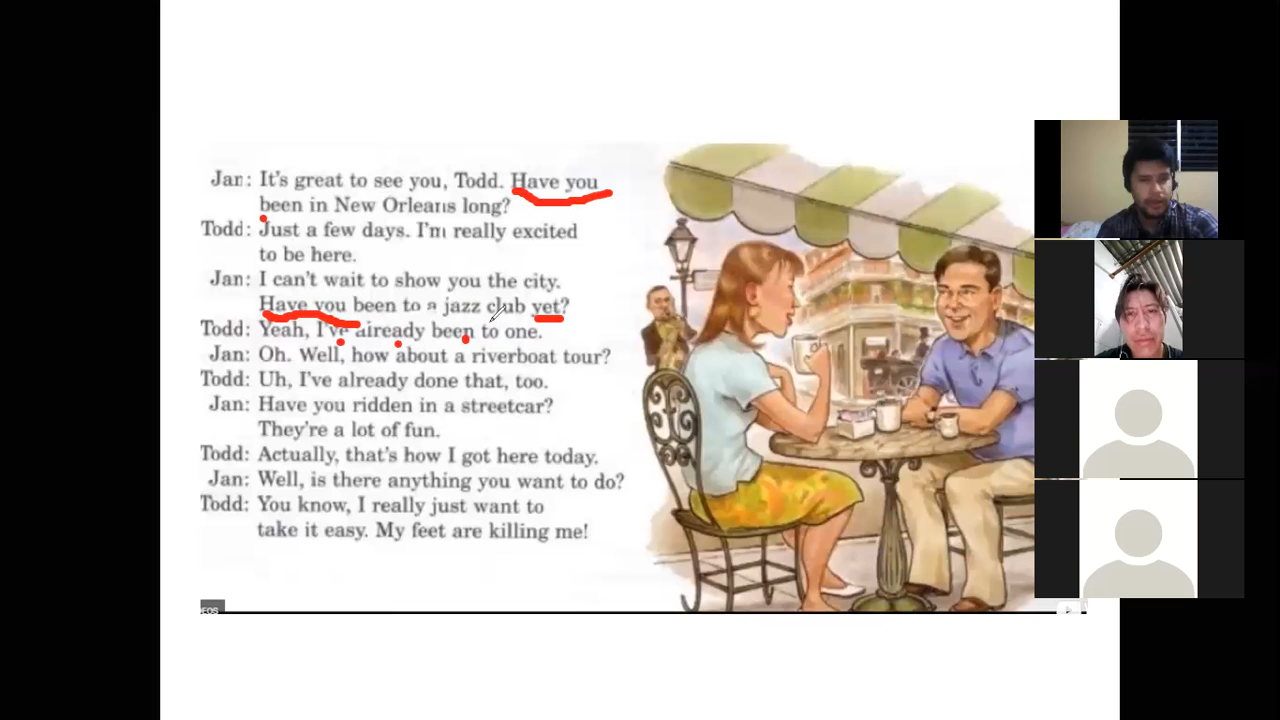 Jan: It's great to see you, Todd. Have you
been in New Orleans long?
Todd: Just a few days. I'm really excited
to be here.
Jan: I can't wait to show you the city.
Have you been to a jazz club yet?
Todd: Yeah, I've already been to one.
Jan: Oh. Well, how about a riverboat tour?
Todd: Uh, I've already done that, too.
Jan: Have you ridden in a streetcar?
They're a lot of fun.
Todd: Actually, that's how I got here today.
Jan: Well, is there anything you want to do?
Todd: You know, I really just want to
take it easy. My feet are killing me!
EOS